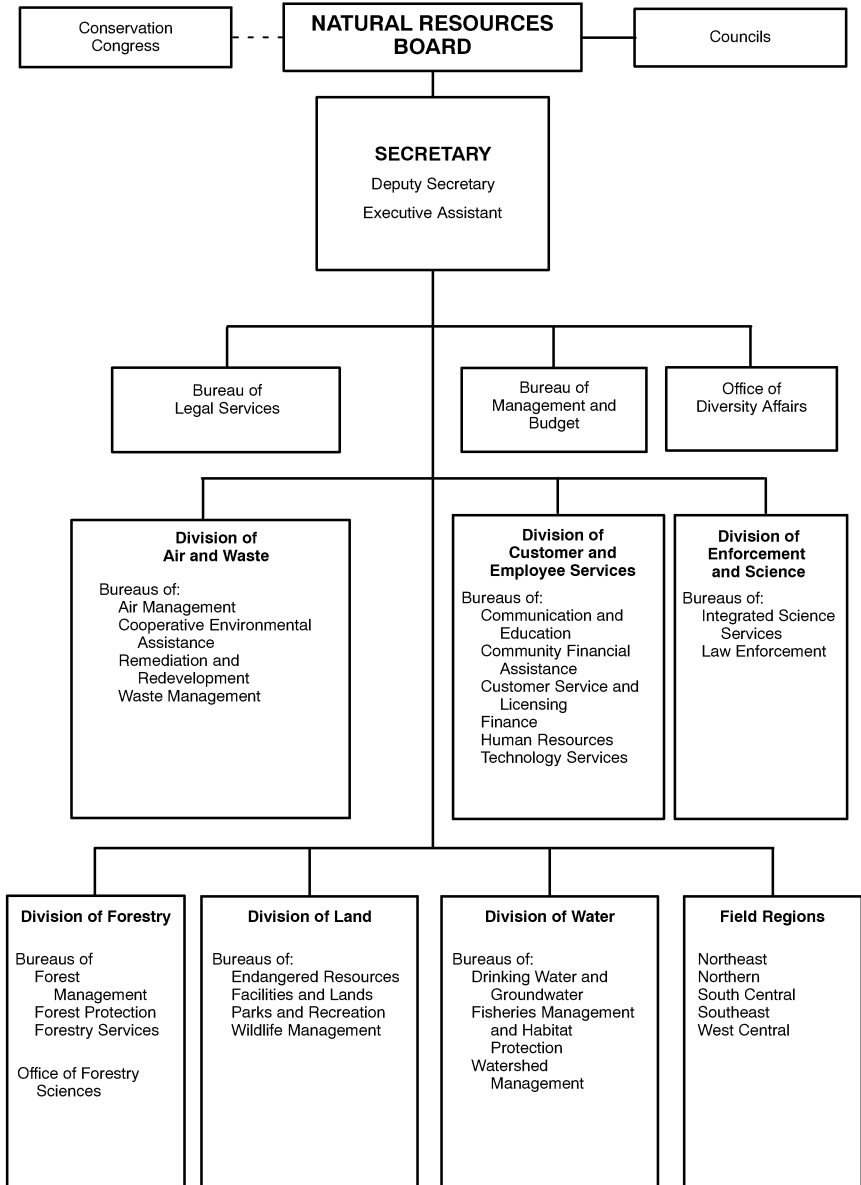 Conservation
Congress
NATURAL RESOURCES
BOARD
Councils
SECRETARY
Deputy Secretary
Executive Assistant
Bureau of
Legal Services
Bureau of
Management and
Budget
Office of
Diversity Affairs
Division of
Air and Waste
Bureaus of:
Air Management
Cooperative Environmental
Assistance
Remediation and
Redevelopment
Waste Management
Division of
Customer and
Employee Services
Bureaus of:
Communication and
Education
Community Financial
Assistance
Customer Service and
Licensing
Finance
Human Resources
Technology Services
Division of
Enforcement
and Science
Bureaus of:
Integrated Science
Services
Law Enforcement
Division of Forestry
Bureaus of
Forest
Management
Forest Protection
Forestry Services
Office of Forestry
Sciences
Division of Land
Bureaus of:
Endangered Resources
Facilities and Lands
Parks and Recreation
Wildlife Management
Division of Water
Bureaus of:
Drinking Water and
Groundwater
Fisheries Management
and Habitat
Protection
Watershed
Management
Field Regions
Northeast
Northern
South Central
Southeast
West Central